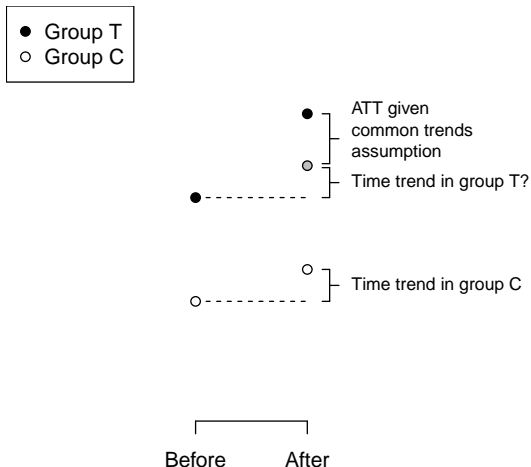 Group T
Group C
ATT given
common trends
assumption
Time trend in group T?
Time trend in group C
Before After